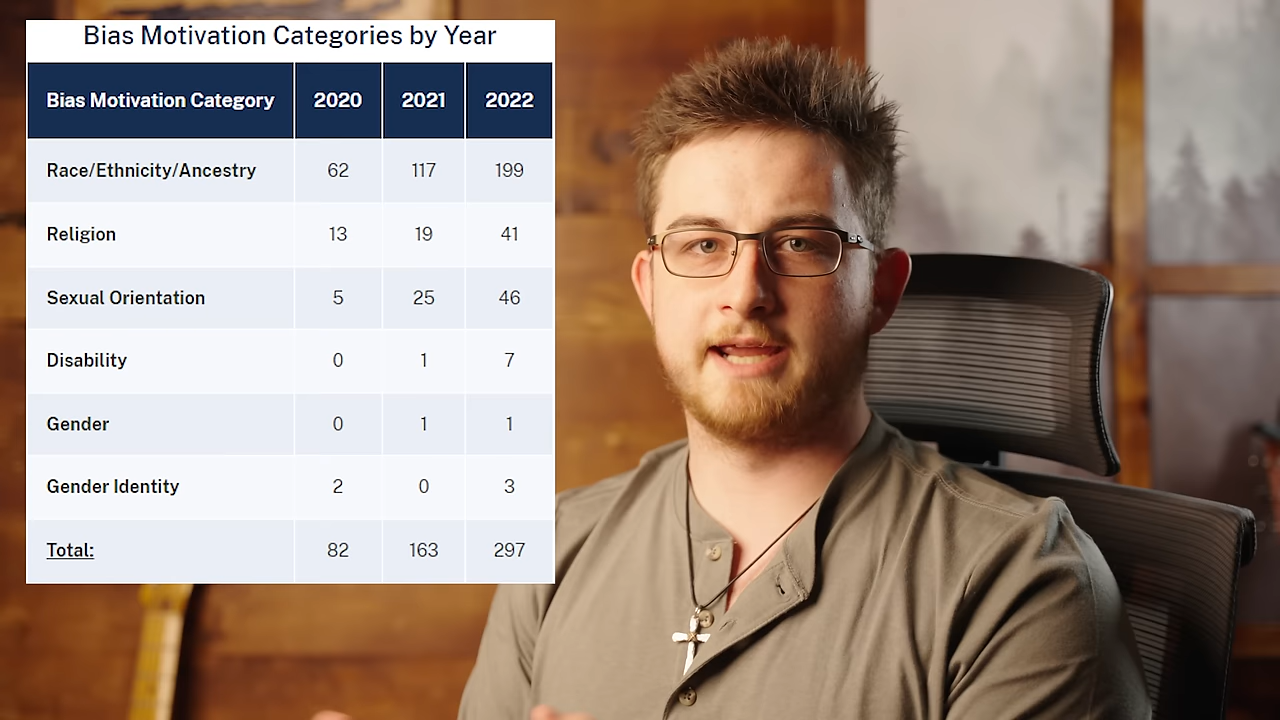 Bias Motivation Categories by Year
Bias Motivation Category 2020 2021 2022
Race/Ethnicity/Ancestry 62 117 199
Religion 13 19 41
Sexual Orientation 5 25 46
Disability 0 1 7
Gender 0 1 1
Gender Identity 2 0 3
Total: 82 163 297